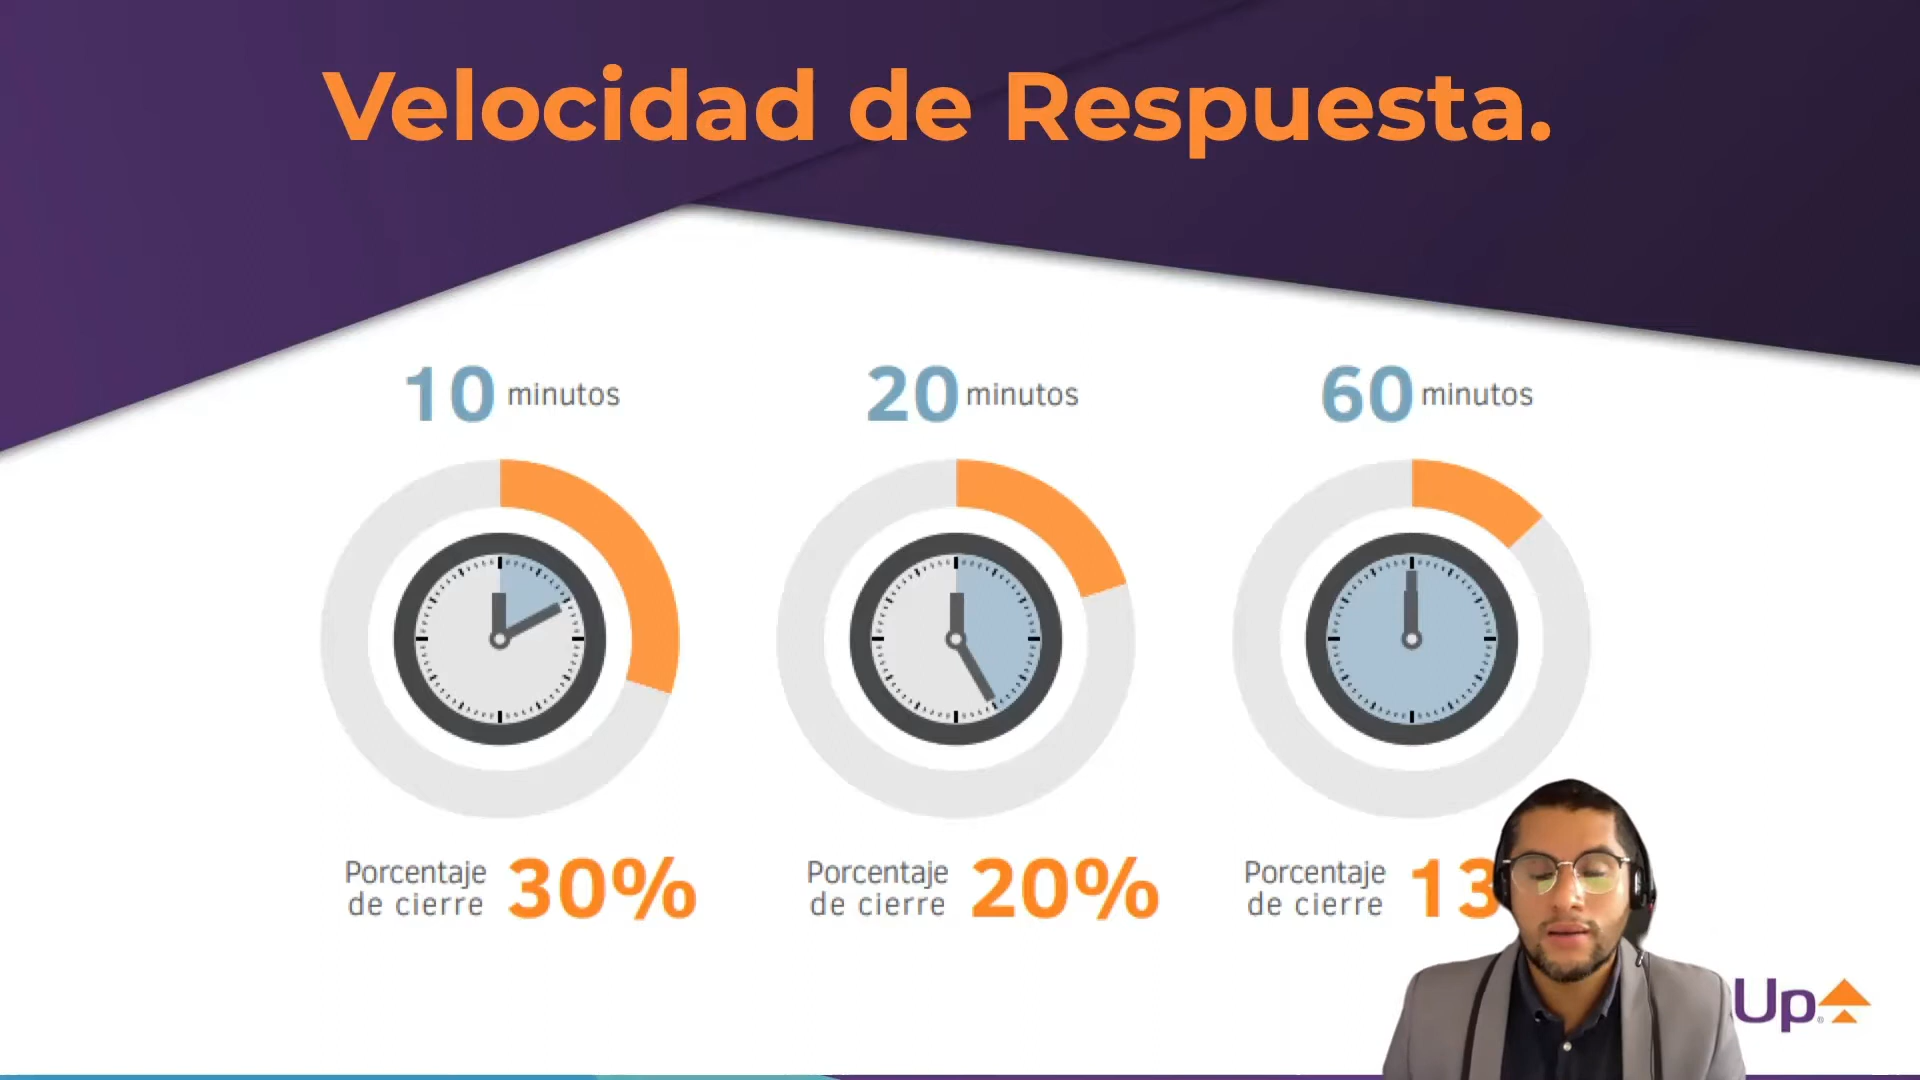 Velocidad de Respuesta.
10 minutos
20 minutos
60 minutos
Porcentaje
de cierre 30%
Porcentaje
de cierre 20%
Porcentaje
de cierre 13
Up